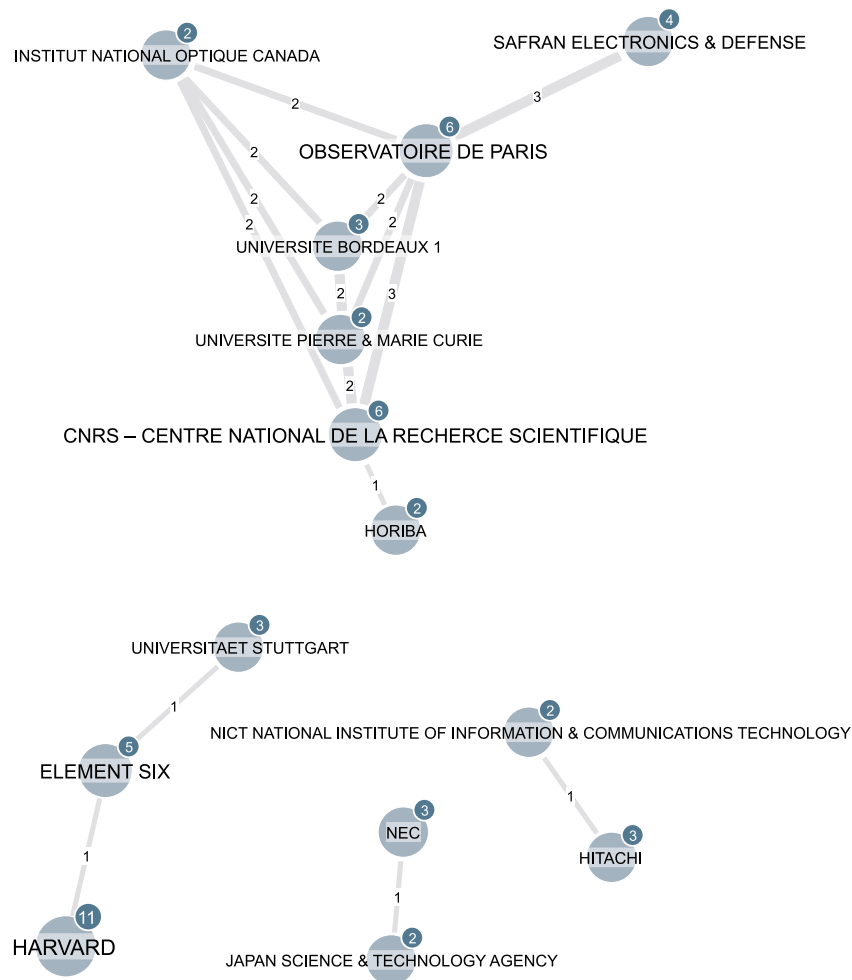 2
INSTITUT NATIONAL OPTIQUE CANADA
4
SAFRAN ELECTRONICS & DEFENSE
2
3
6
OBSERVATOIRE DE PARIS
2
2
2
2
2
3
UNIVERSITE BORDEAUX 1
2
3
2
UNIVERSITE PIERRE & MARIE CURIE
2
6
CNRS – CENTRE NATIONAL DE LA RECHERCE SCIENTIFIQUE
1
2
HORIBA
3
UNIVERSITAET STUTTGART
1
2
NICT NATIONAL INSTITUTE OF INFORMATION & COMMUNICATIONS TECHNOLOGY
5
ELEMENT SIX
1
3
NEC
3
HITACHI
1
1
11
HARVARD
2
JAPAN SCIENCE & TECHNOLOGY AGENCY